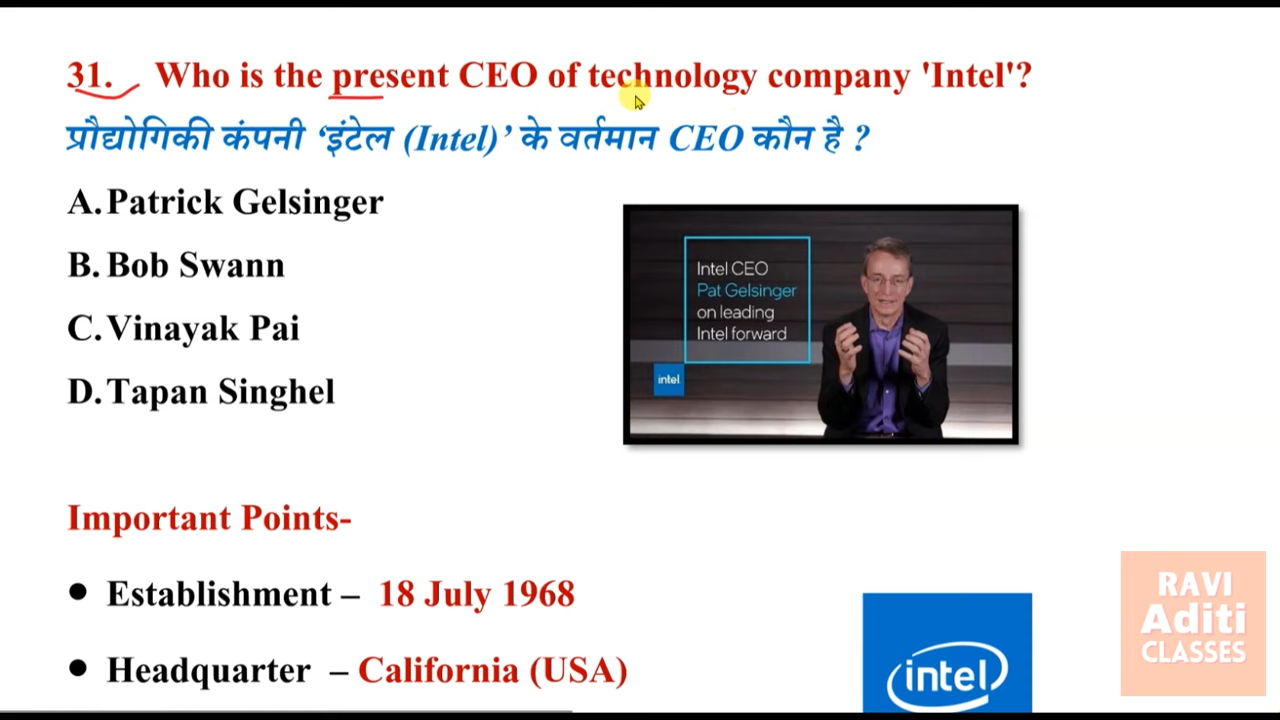 31. Who is the present CEO of technology company 'Intel'?
प्रौद्योगिकी कंपनी ‘इंटेल (Intel)’ के वर्तमान CEO कौन है ?
A. Patrick Gelsinger
B. Bob Swann
C. Vinayak Pai
D. Tapan Singhel
Intel CEO
Pat Gelsinger
on leading
Intel forward
intel
Important Points-
● Establishment – 18 July 1968
● Headquarter – California (USA)
intel
RAVI
Aditi
CLASSES